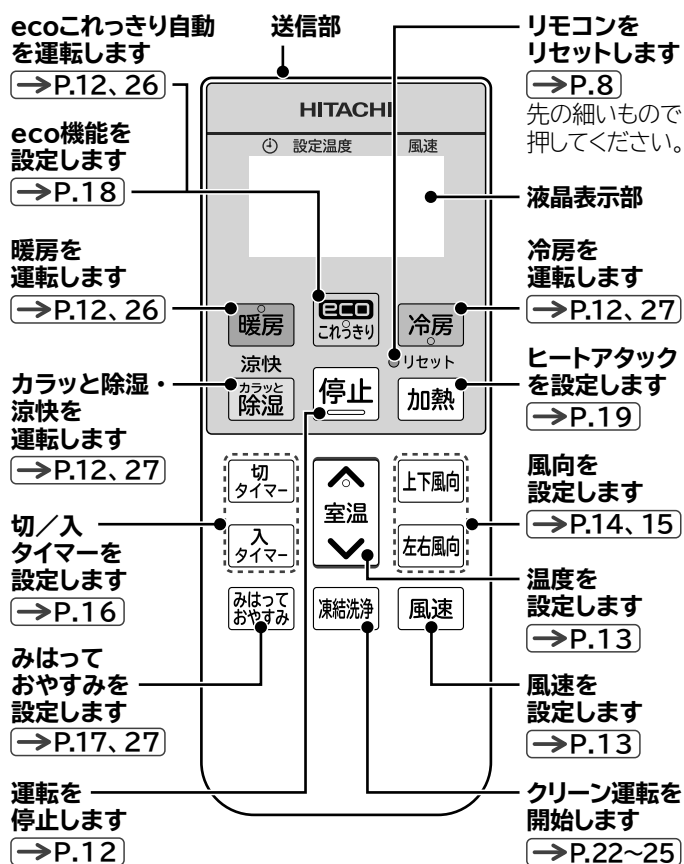 ecoこれっきり自動
を運転します
→P.12、26
eco機能を
設定します
→P.18
暖房を
運転します
→P.12、26
カラッと除湿・
涼快を
運転します
→P.12、27
切／入
タイマーを
設定します
→P.16
みはって
おやすみを
設定します
→P.17、27
運転を
停止します
→P.12
送信部
HITACHI
設定温度 風速
暖房
eco
これっきり
冷房
涼快
リセット
カラッと
除湿
停止
加熱
切
タイマー
室温
上下風向
入
タイマー
左右風向
みはって
おやすみ
凍結洗浄
風速
リモコンを
リセットします
→P.8
先の細いもので
押してください。
液晶表示部
冷房を
運転します
→P.12、27
ヒートアタック
を設定します
→P.19
風向を
設定します
→P.14、15
温度を
設定します
→P.13
風速を
設定します
→P.13
クリーン運転を
開始します
→P.22〜25